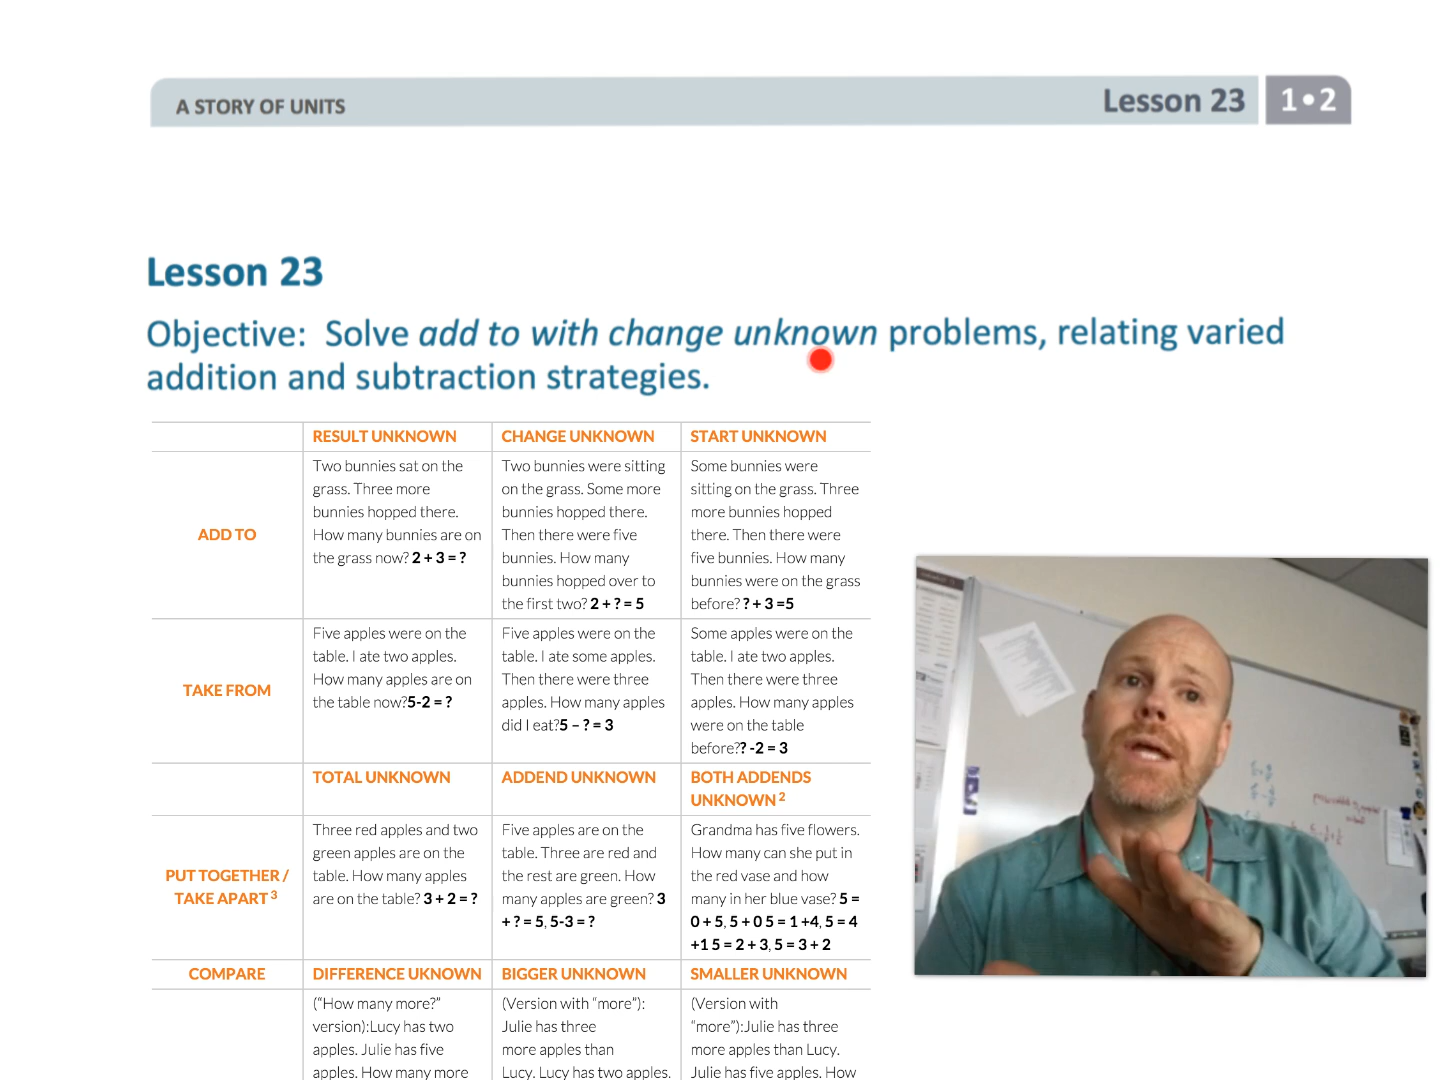 A STORY OF UNITS
Lesson 23
1•2
Lesson 23
Objective:  Solve add to with change unknown problems, relating varied
addition and subtraction strategies.
RESULT UNKNOWN
CHANGE UNKNOWN
START UNKNOWN
ADD TO
Two bunnies sat on the
grass. Three more
bunnies hopped there.
How many bunnies are on
the grass now? 2 + 3 = ?
Two bunnies were sitting
on the grass. Some more
bunnies hopped there.
Then there were five
bunnies. How many
bunnies hopped over to
the first two? 2 + ? = 5
Some bunnies were
sitting on the grass. Three
more bunnies hopped
there. Then there were
five bunnies. How many
bunnies were on the grass
before? ? + 3 =5
TAKE FROM
Five apples were on the
table. I ate two apples.
How many apples are on
the table now?5-2 = ?
Five apples were on the
table. I ate some apples.
Then there were three
apples. How many apples
did I eat?5 – ? = 3
Some apples were on the
table. I ate two apples.
Then there were three
apples. How many apples
were on the table
before?? -2 = 3
TOTAL UNKNOWN
ADDEND UNKNOWN
BOTH ADDENDS
UNKNOWN 2
PUT TOGETHER /
TAKE APART 3
Three red apples and two
green apples are on the
table. How many apples
are on the table? 3 + 2 = ?
Five apples are on the
table. Three are red and
the rest are green. How
many apples are green? 3
+ ? = 5, 5-3 = ?
Grandma has five flowers.
How many can she put in
the red vase and how
many in her blue vase? 5 =
0 + 5, 5 + 0 5 = 1 +4, 5 = 4
+1 5 = 2 + 3, 5 = 3 + 2
COMPARE
DIFFERENCE UKNOWN
BIGGER UNKNOWN
SMALLER UNKNOWN
(“How many more?”
version):Lucy has two
apples. Julie has five
apples. How many more
(Version with “more”):
Julie has three
more apples than
Lucy. Lucy has two apples.
(Version with
“more”):Julie has three
more apples than Lucy.
Julie has five apples. How